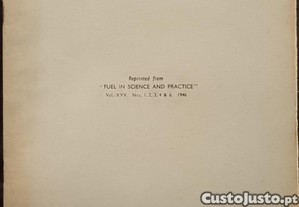 Reprinted from
"FUEL IN SCIENCE AND PRACTICE"
Vol. XXV. Nos. 1, 2, 3, 4 & 6. 1946
CustoJusto.pt